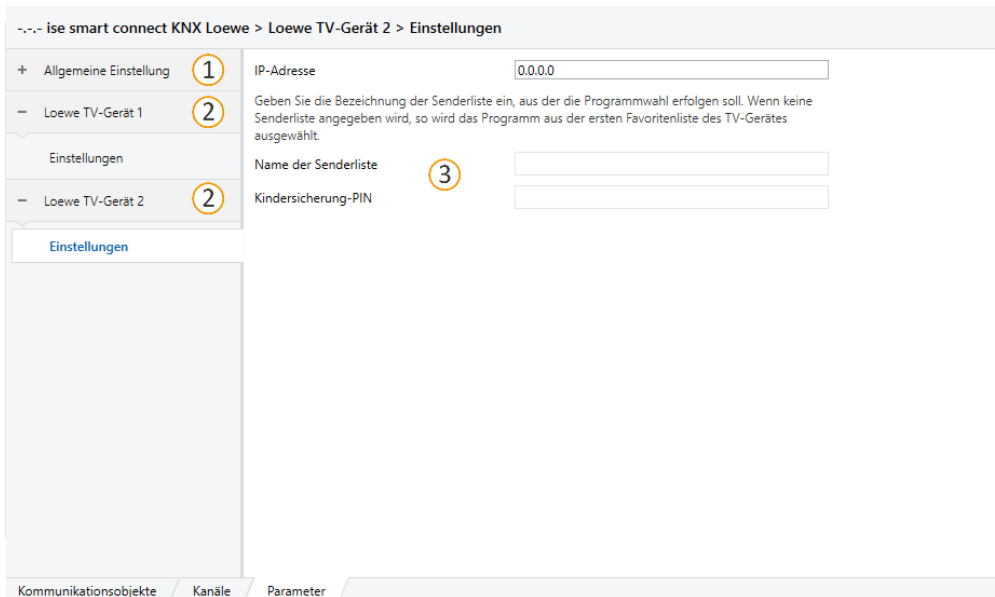 -.-.- ise smart connect KNX Loewe > Loewe TV-Gerät 2 > Einstellungen
+ Allgemeine Einstellung 1
− Loewe TV-Gerät 1 2
Einstellungen
− Loewe TV-Gerät 2 2
Einstellungen
IP-Adresse 0.0.0.0
Geben Sie die Bezeichnung der Senderliste ein, aus der die Programmwahl erfolgen soll. Wenn keine
Senderliste angegeben wird, so wird das Programm aus der ersten Favoritenliste des TV-Gerätes
ausgewählt.
Name der Senderliste
3
Kindersicherung-PIN
Kommunikationsobjekte Kanäle Parameter